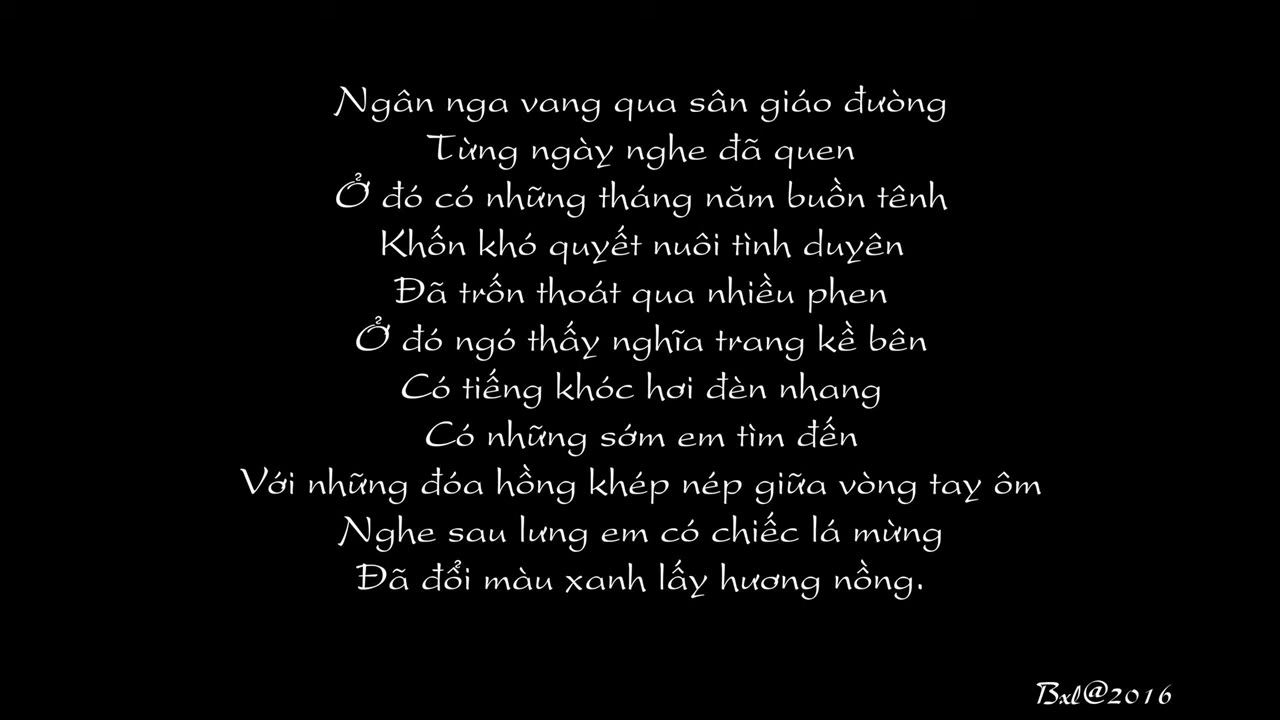 Ngân nga vang qua sân giáo đường
Từng ngày nghe đã quen
Ở đó có những tháng năm buồn tênh
Khốn khó quyết nuôi tình duyên
Đã trốn thoát qua nhiều phen
Ở đó ngó thấy nghĩa trang kề bên
Có tiếng khóc hơi đèn nhang
Có những sớm em tìm đến
Với những đóa hồng khép nép giữa vòng tay ôm
Nghe sau lưng em có chiếc lá mừng
Đã đổi màu xanh lấy hương nồng.
Bxl@2016